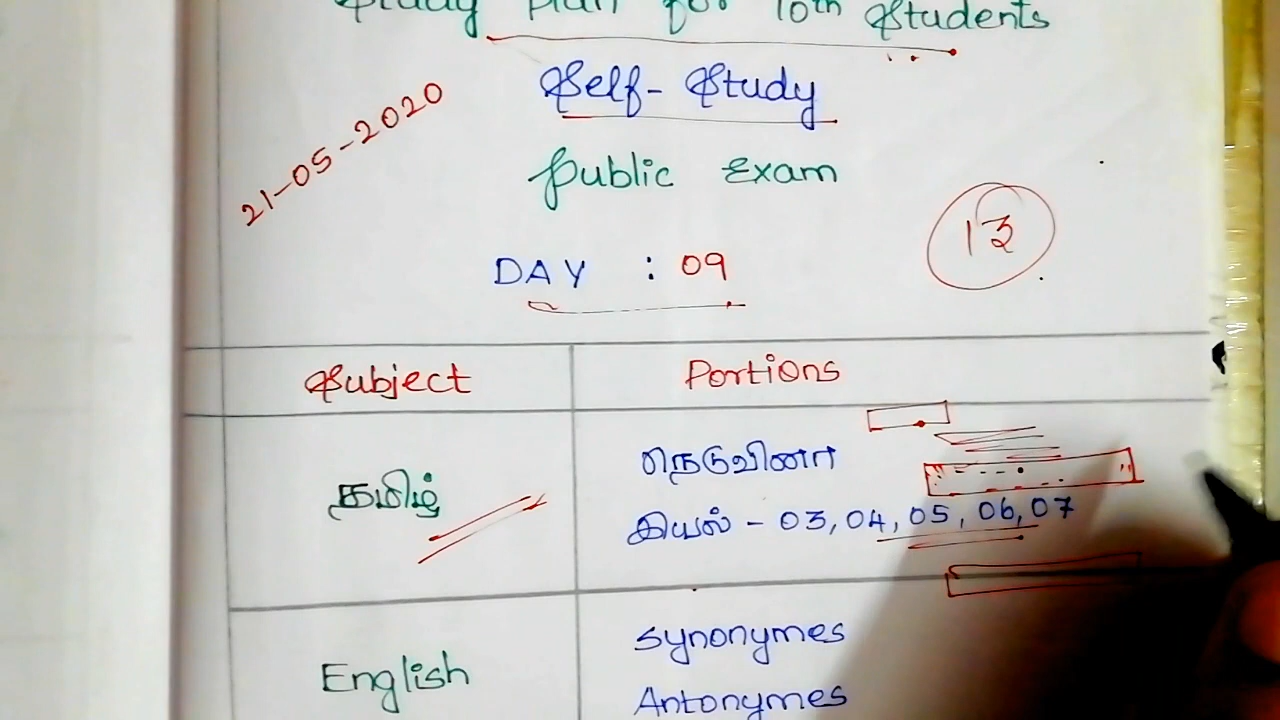 Study Plan for 10th Students
Self-Study
21-05-2020
Public Exam
13
DAY : 09
Subject Portions
தமிழ்
நெடுவினா
இயல் - 03, 04, 05, 06, 07
English
Synonymes
Antonymes